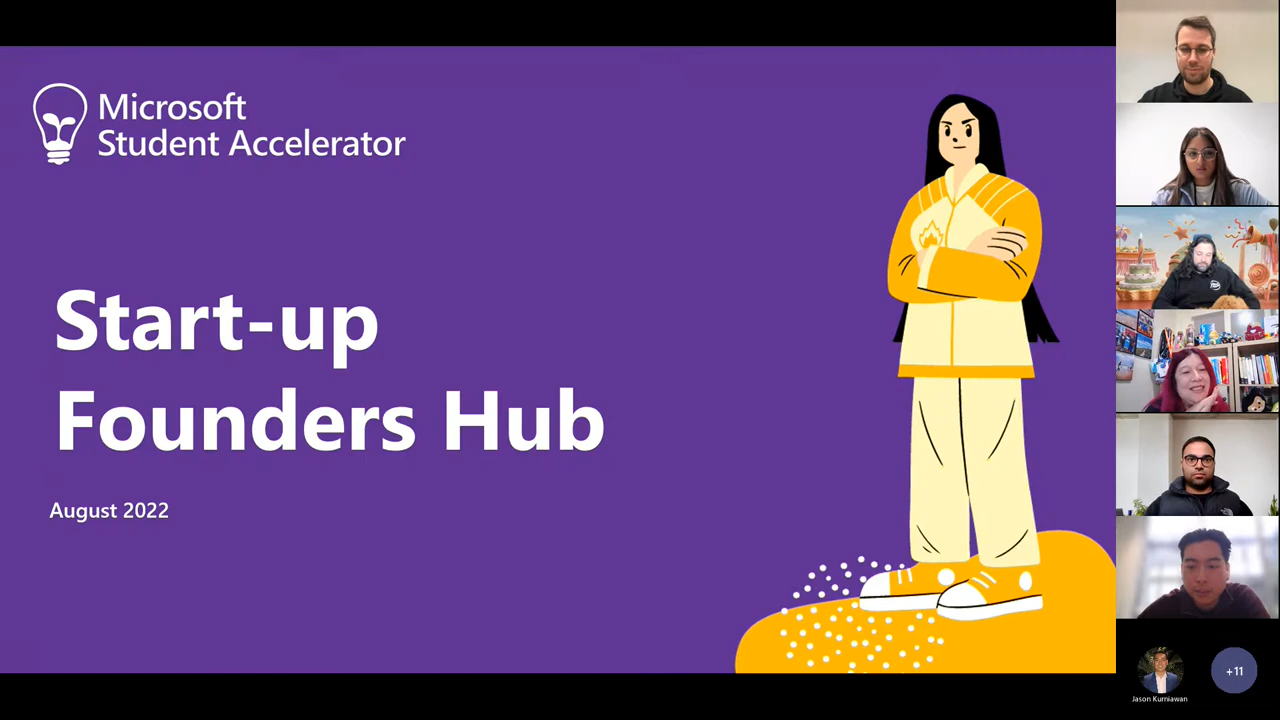 Microsoft
Student Accelerator
Start-up
Founders Hub
August 2022
Jason Kurniawan
+11